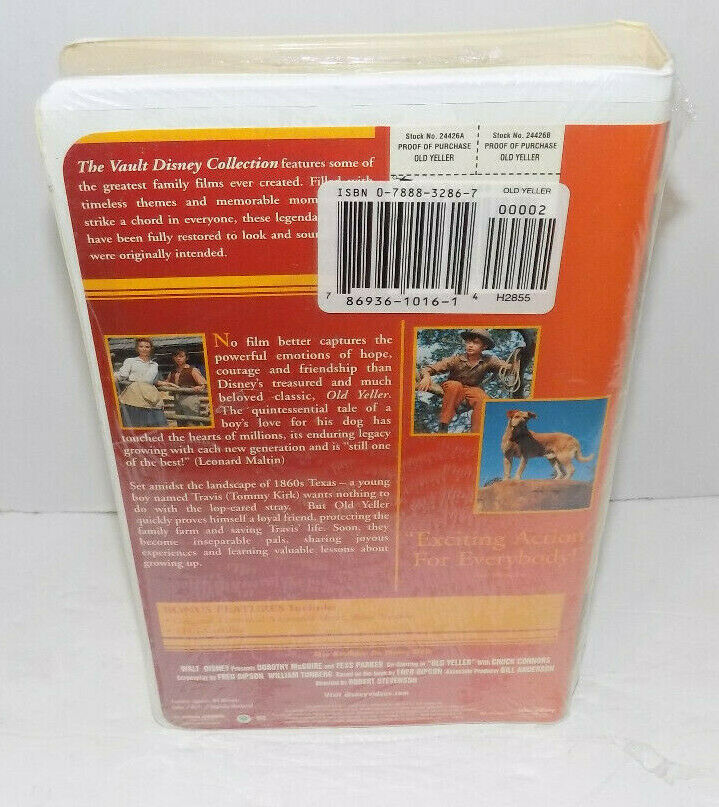 Stock No. 24426A
PROOF OF PURCHASE
OLD YELLER
Stock No. 24426B
PROOF OF PURCHASE
OLD YELLER
The Vault Disney Collection features some of
the greatest family films ever created. Filled with
timeless themes and memorable mom
strike a chord in everyone, these legenda
have been fully restored to look and soun
were originally intended.
ISBN 0-7888-3286-7
OLD YELLER
00002
7 86936-1016-1 4
H2855
No film better captures the
powerful emotions of hope,
courage and friendship than
Disney's treasured and much
beloved classic, Old Yeller.
The quintessential tale of a
boy's love for his dog has
touched the hearts of millions, its enduring legacy
growing with each new generation and is "still one
of the best!" (Leonard Maltin)
Set amidst the landscape of 1860s Texas – a young
boy named Travis (Tommy Kirk) wants nothing to
do with the lop-eared stray. But Old Yeller
quickly proves himself a loyal friend, protecting the
family farm and saving Travis' life. Soon, they
become inseparable pals, sharing joyous
experiences and learning valuable lessons about
growing up.
"Exciting Action
For Everybody!"
BONUS FEATURES Include:
WALT DISNEY Presents DOROTHY McGUIRE and FESS PARKER Co-Starring in "OLD YELLER" with CHUCK CONNORS
Screenplay by FRED GIPSON, WILLIAM TUNBERG Based on the book by FRED GIPSON Associate Producer BILL ANDERSON
Directed by ROBERT STEVENSON
Visit disneyvideos.com